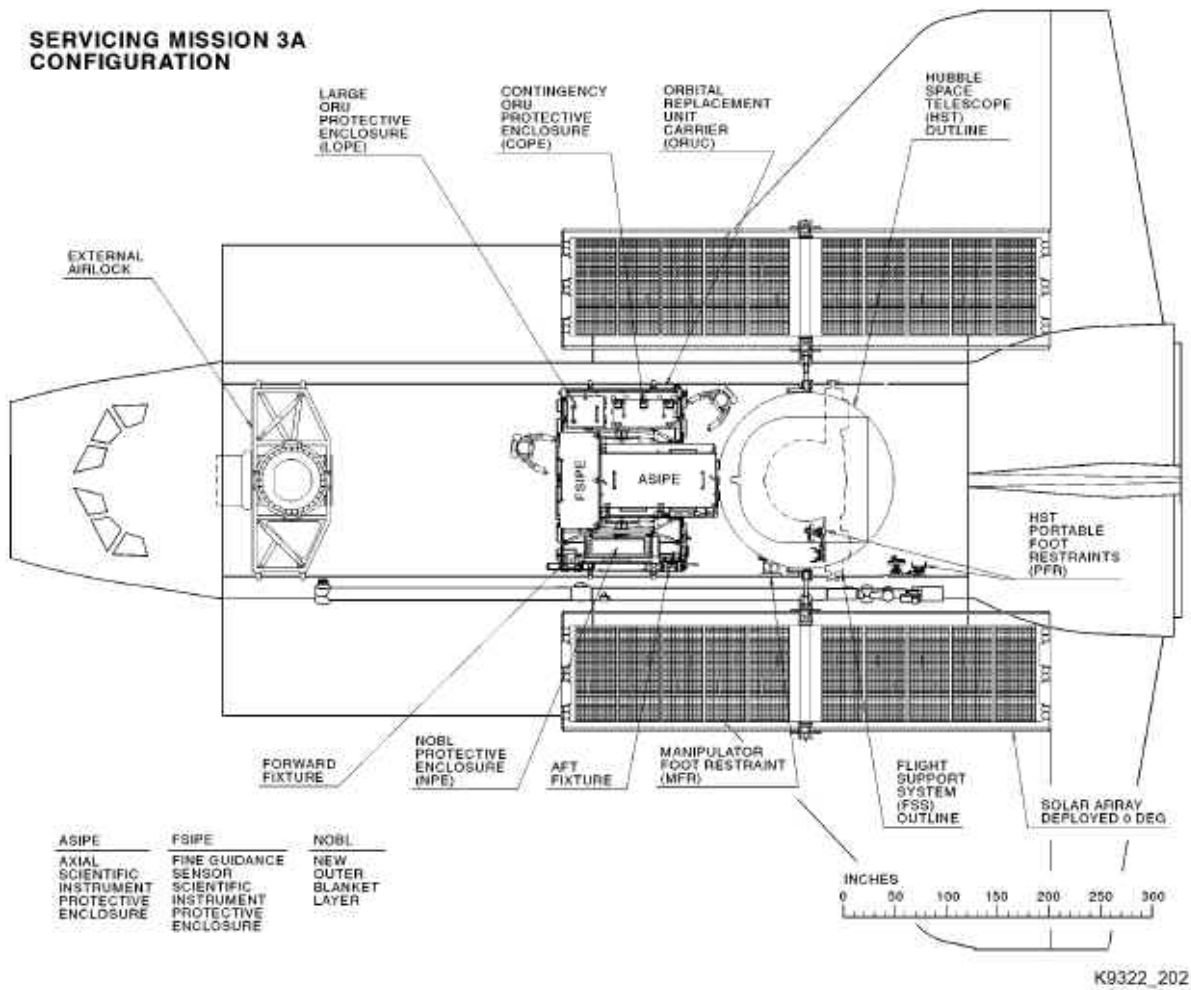 SERVICING MISSION 3A
CONFIGURATION
LARGE
ORU
PROTECTIVE
ENCLOSURE
(LOPE)
CONTINGENCY
ORU
PROTECTIVE
ENCLOSURE
(COPE)
ORBITAL
REPLACEMENT
UNIT
CARRIER
(ORUC)
HUBBLE
SPACE
TELESCOPE
(HST)
OUTLINE
EXTERNAL
AIRLOCK
FSIPE
ASIPE
HST
PORTABLE
FOOT
RESTRAINTS
(PFR)
FORWARD
FIXTURE
NOBL
PROTECTIVE
ENCLOSURE
(NPE)
AFT
FIXTURE
MANIPULATOR
FOOT RESTRAINT
(MFR)
FLIGHT
SUPPORT
SYSTEM
(FSS)
OUTLINE
SOLAR ARRAY
DEPLOYED 0 DEG
ASIPE
AXIAL
SCIENTIFIC
INSTRUMENT
PROTECTIVE
ENCLOSURE
FSIPE
FINE GUIDANCE
SENSOR
SCIENTIFIC
INSTRUMENT
PROTECTIVE
ENCLOSURE
NOBL
NEW
OUTER
BLANKET
LAYER
INCHES
0 50 100 150 200 250 300
K9322_202